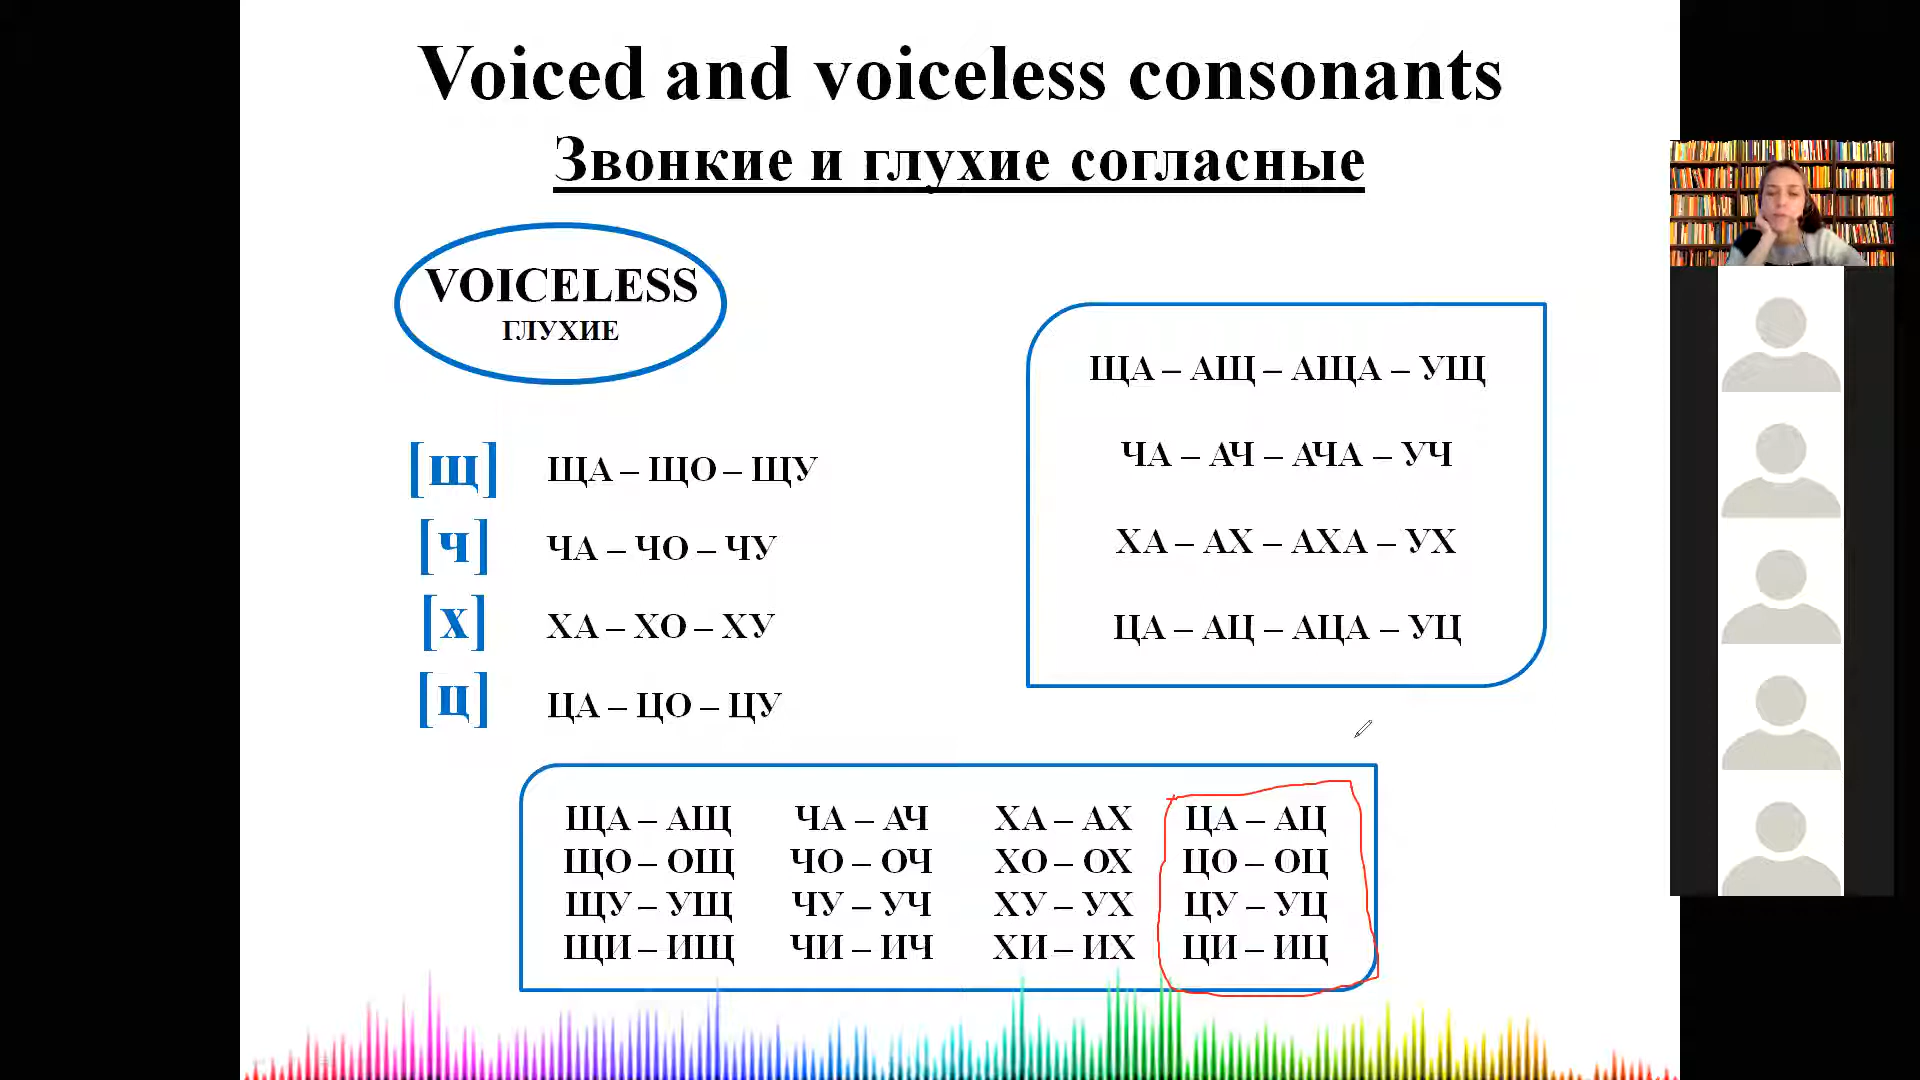 Voiced and voiceless consonants
Звонкие и глухие согласные
VOICELESS
ГЛУХИЕ
[щ] ЩА – ЩО – ЩУ
[ч] ЧА – ЧО – ЧУ
[х] ХА – ХО – ХУ
[ц] ЦА – ЦО – ЦУ
ЩА – АЩ – АЩА – УЩ
ЧА – АЧ – АЧА – УЧ
ХА – АХ – АХА – УХ
ЦА – АЦ – АЦА – УЦ
ЩА – АЩ ЧА – АЧ ХА – АХ ЦА – АЦ
ЩО – ОЩ ЧО – ОЧ ХО – ОХ ЦО – ОЦ
ЩУ – УЩ ЧУ – УЧ ХУ – УХ ЦУ – УЦ
ЩИ – ИЩ ЧИ – ИЧ ХИ – ИХ ЦИ – ИЦ